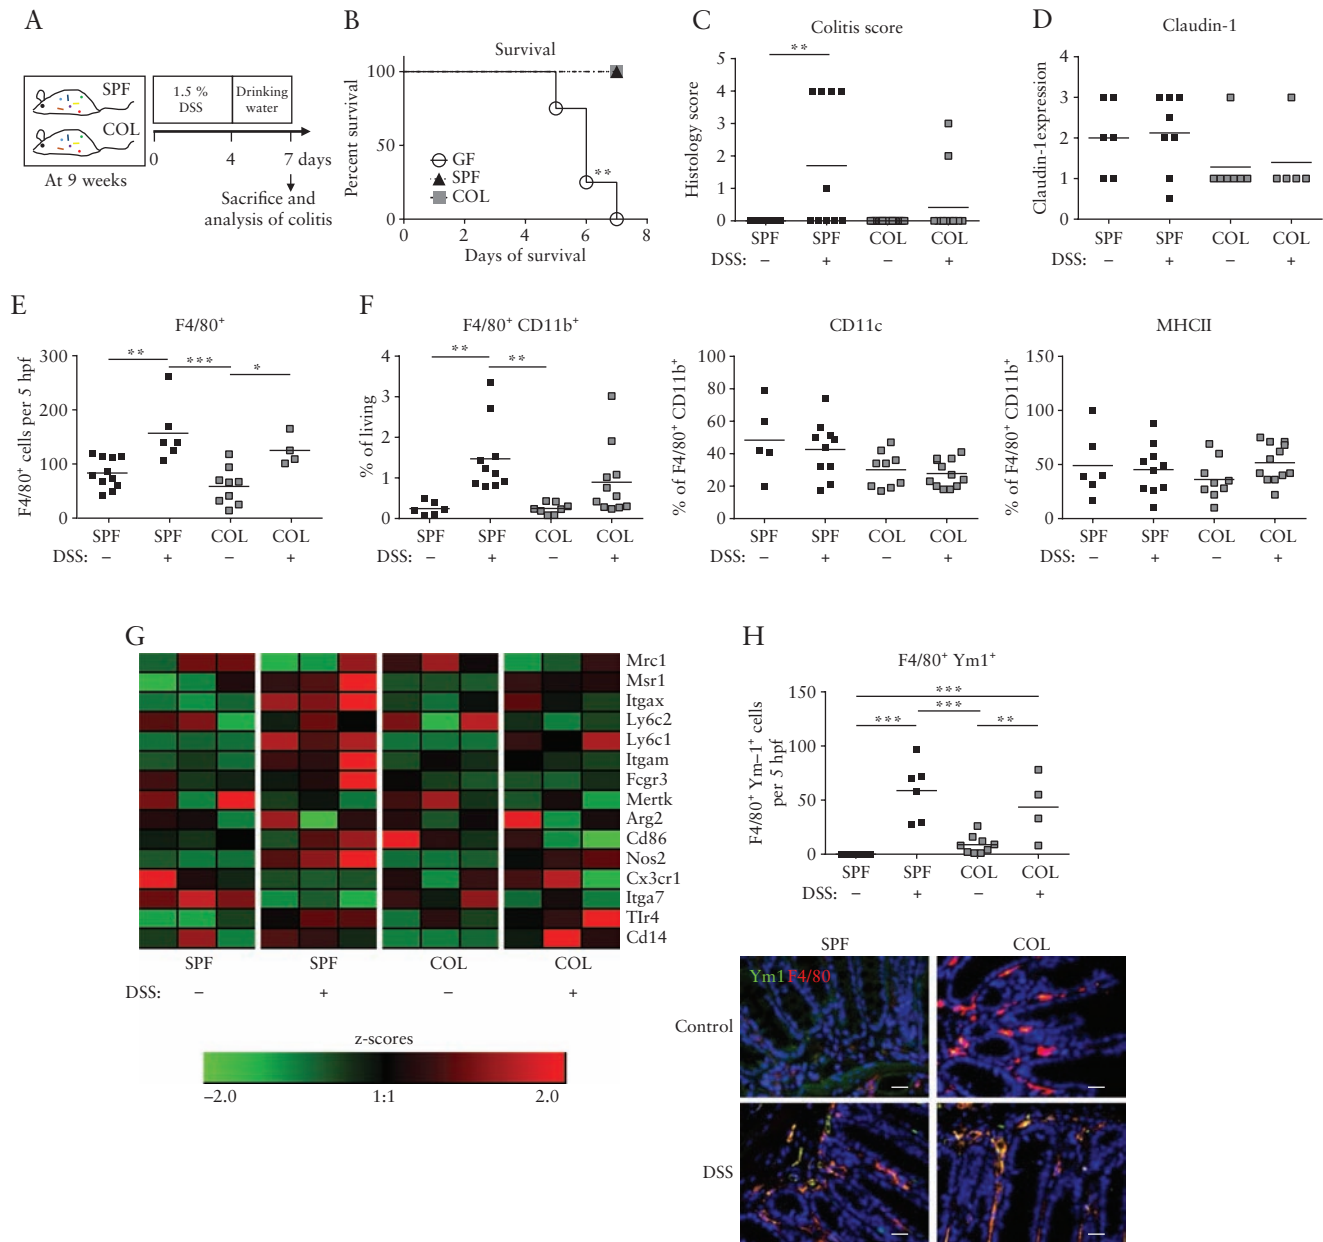 A
SPF
COL
At 9 weeks
1.5 %
DSS
Drinking
water
0
4
7 days
Sacrifice and
analysis of colitis
B
Survival
Percent survival
100
50
0
GF
SPF
COL
**
0
2
4
6
8
Days of survival
C
Colitis score
Histology score
5
4
3
2
1
0
**
SPF
SPF
COL
COL
DSS:
–
+
–
+
D
Claudin-1
Claudin-1expression
4
3
2
1
0
SPF
SPF
COL
COL
DSS:
–
+
–
+
E
F4/80+
F4/80+ cells per 5 hpf
300
200
100
0
**
***
*
SPF
SPF
COL
COL
DSS:
–
+
–
+
F
F4/80+ CD11b+
% of living
4
3
2
1
0
**
**
SPF
SPF
COL
COL
DSS:
–
+
–
+
CD11c
% of F4/80+ CD11b+
100
80
60
40
20
0
SPF
SPF
COL
COL
DSS:
–
+
–
+
MHCII
% of F4/80+ CD11b+
150
100
50
0
SPF
SPF
COL
COL
DSS:
–
+
–
+
G
Mrc1
Msr1
Itgax
Ly6c2
Ly6c1
Itgam
Fcgr3
Mertk
Arg2
Cd86
Nos2
Cx3cr1
Itga7
Tlr4
Cd14
SPF
SPF
COL
COL
DSS:
–
+
–
+
z-scores
–2.0
1:1
2.0
H
F4/80+ Ym1+
F4/80+ Ym–1+ cells
per 5 hpf
150
100
50
0
***
***
***
**
SPF
SPF
COL
COL
DSS:
–
+
–
+
SPF
COL
Ym1F4/80
Control
DSS